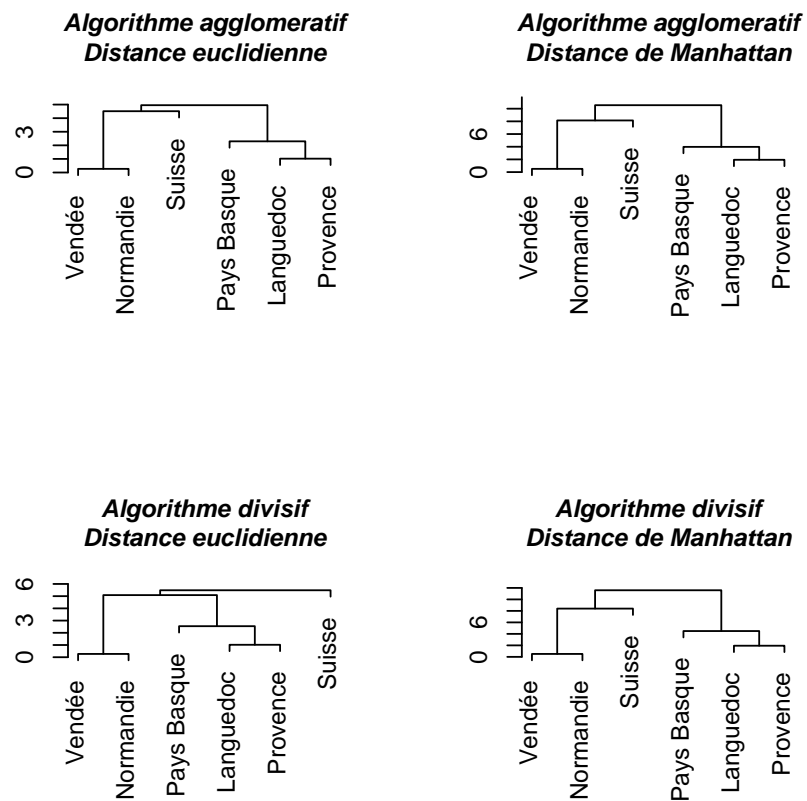 Algorithme agglomeratif
Distance euclidienne
0 3
Vendée
Normandie
Suisse
Pays Basque
Languedoc
Provence
Algorithme agglomeratif
Distance de Manhattan
0 6
Vendée
Normandie
Suisse
Pays Basque
Languedoc
Provence
Algorithme divisif
Distance euclidienne
0 3 6
Vendée
Normandie
Pays Basque
Languedoc
Provence
Suisse
Algorithme divisif
Distance de Manhattan
0 6
Vendée
Normandie
Suisse
Pays Basque
Languedoc
Provence